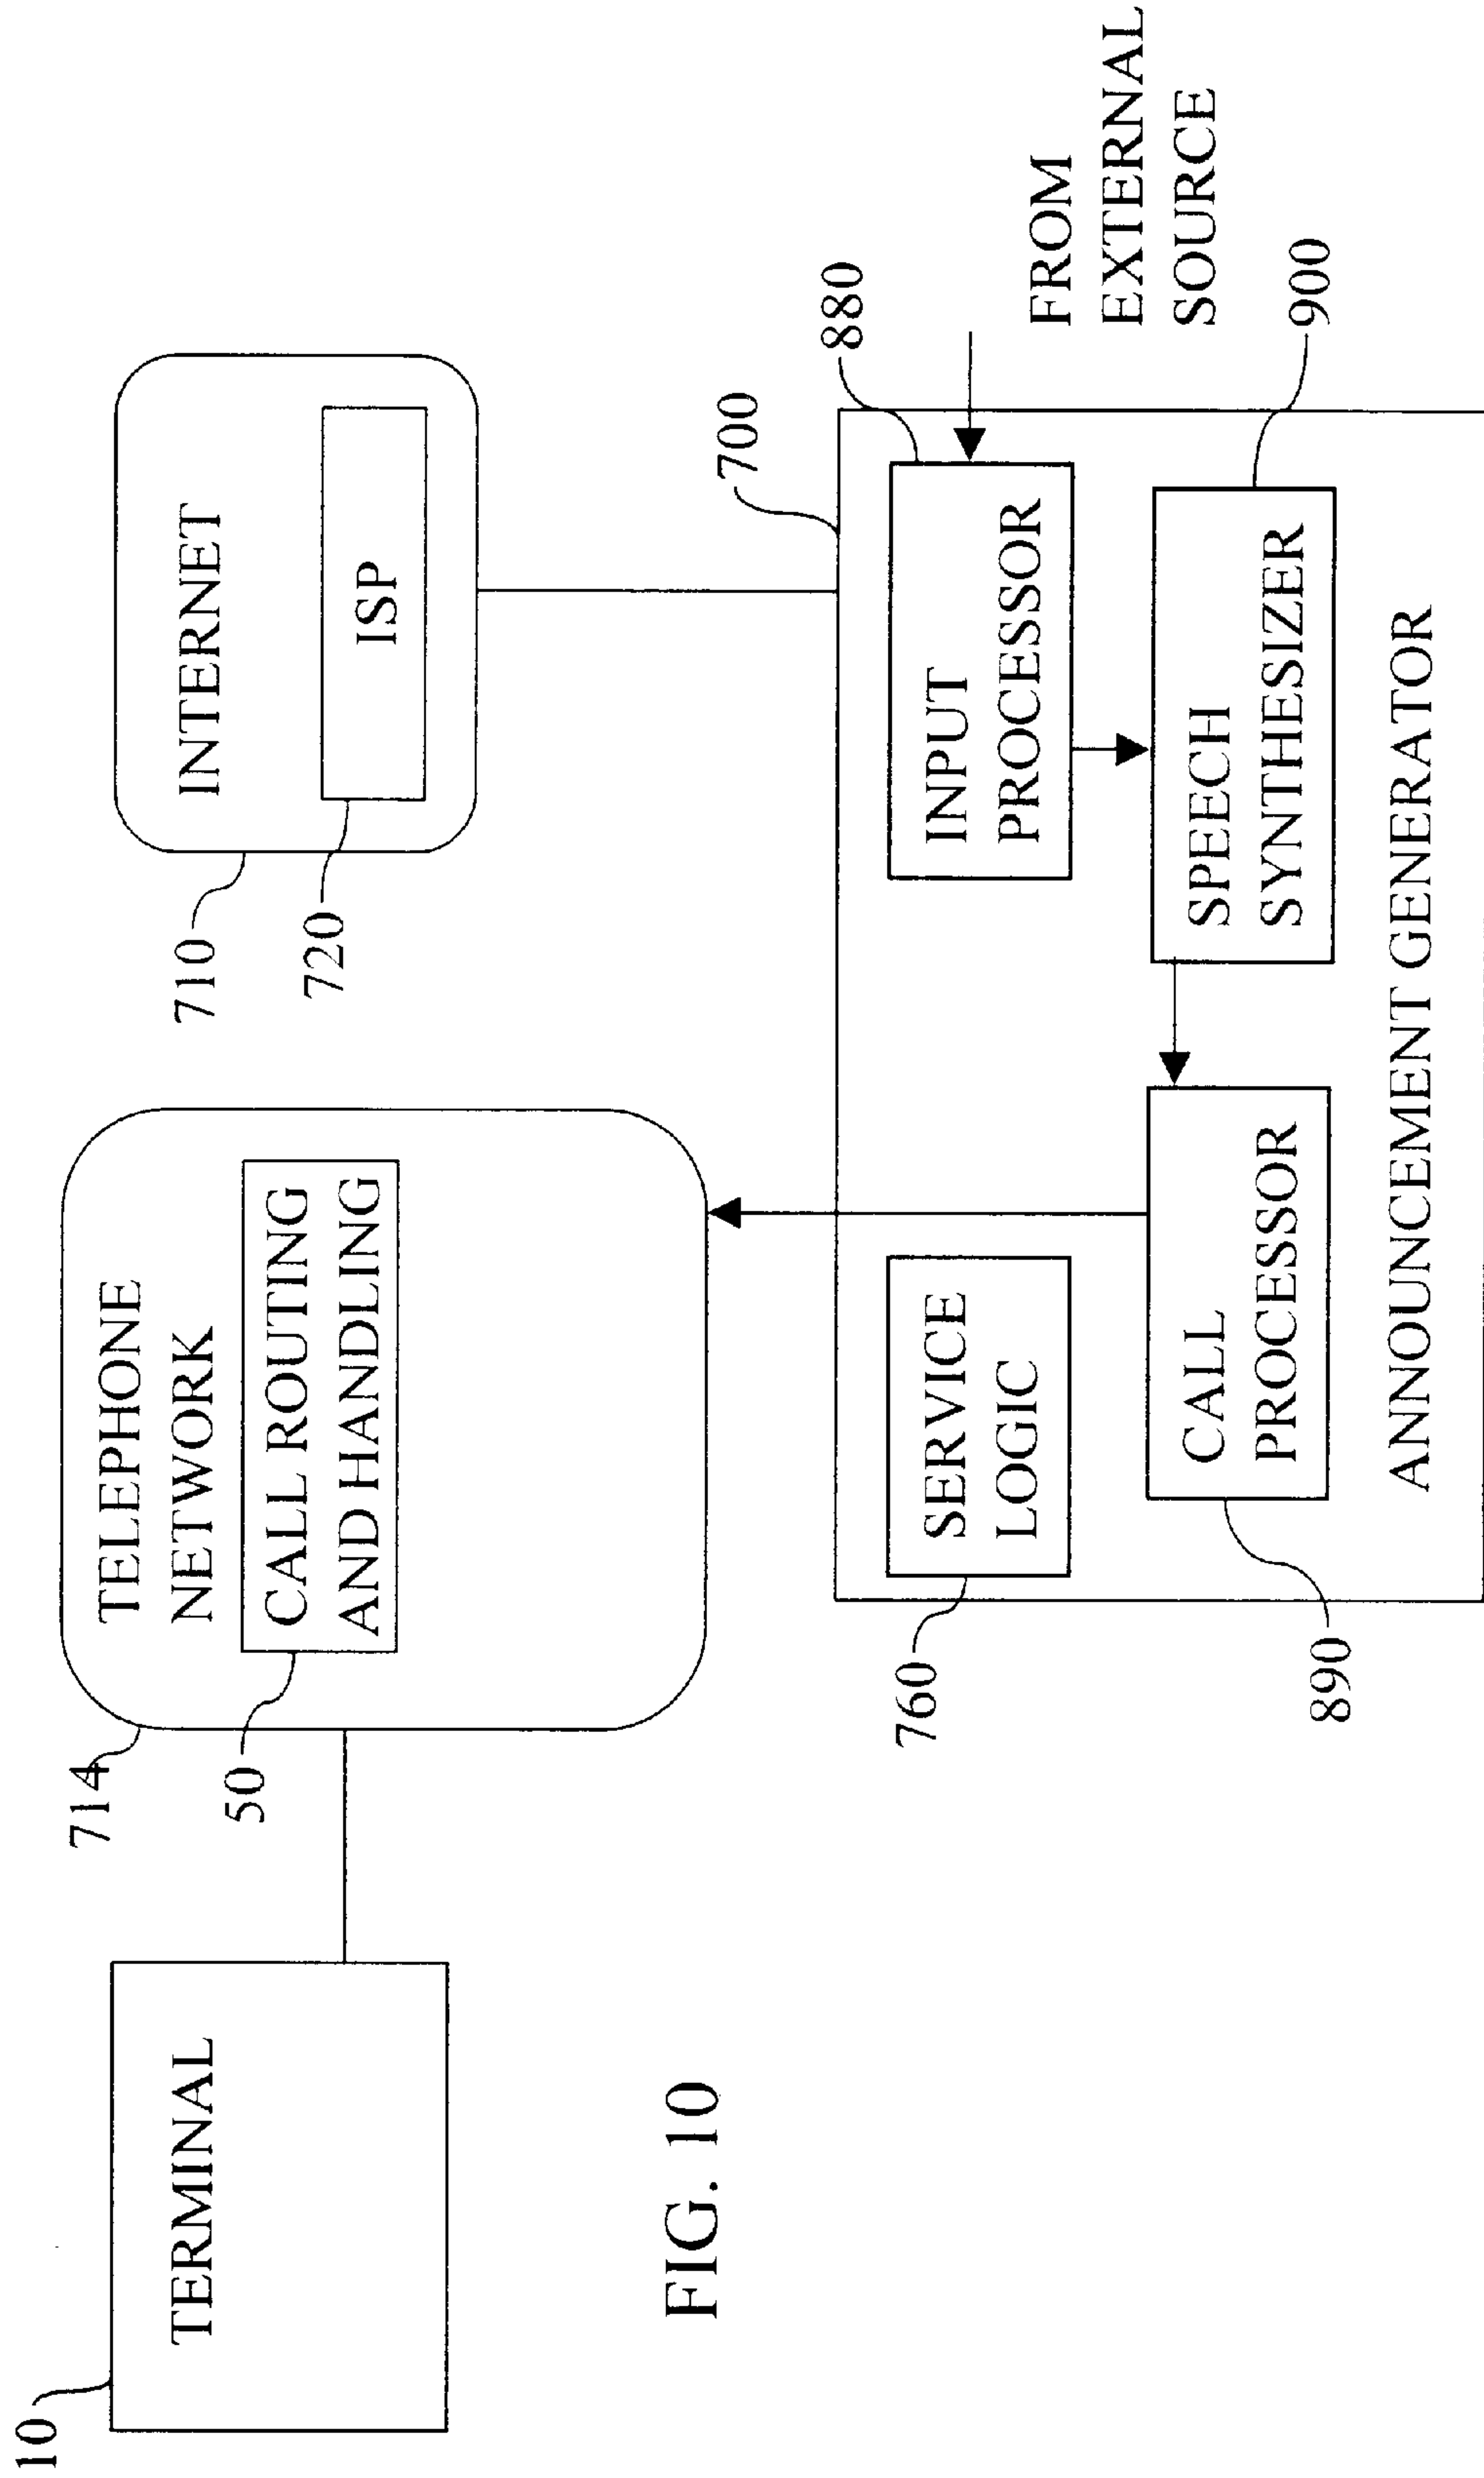 10
TERMINAL
714
TELEPHONE
NETWORK
50
CALL ROUTING
AND HANDLING
710
INTERNET
720
ISP
700
760
SERVICE
LOGIC
880
INPUT
PROCESSOR
FROM
EXTERNAL
SOURCE
890
CALL
PROCESSOR
SPEECH
SYNTHESIZER
900
ANNOUNCEMENT GENERATOR
FIG. 10